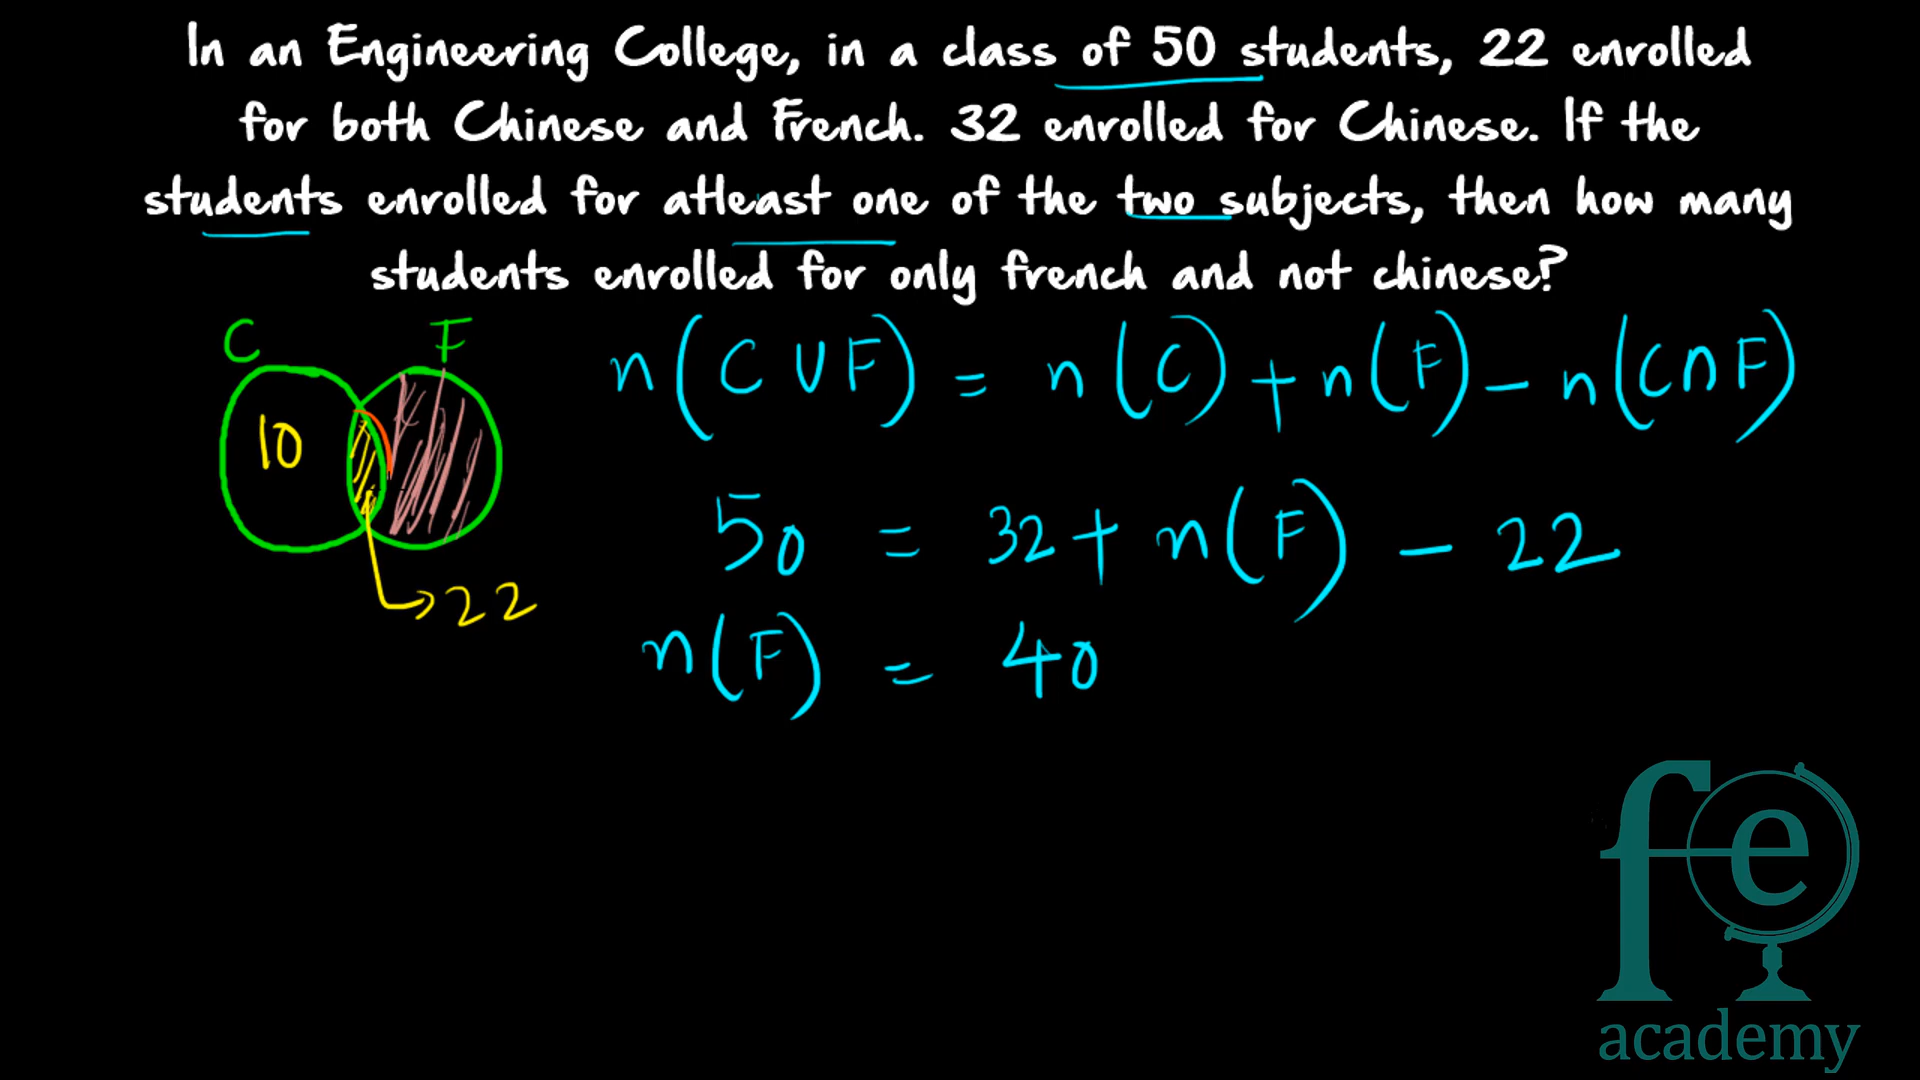 In an Engineering College, in a class of 50 students, 22 enrolled
for both Chinese and French. 32 enrolled for Chinese. If the
students enrolled for atleast one of the two subjects, then how many
students enrolled for only french and not chinese?
C F
n(C∪F) = n(C) + n(F) - n(C∩F)
10
50 = 32 + n(F) - 22
22
n(F) = 40
fe
academy